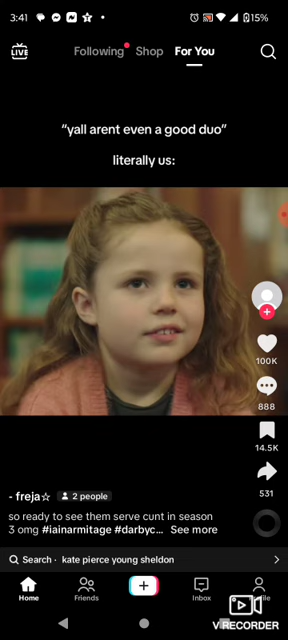 3:41
15%
LIVE
Following
Shop
For You
“yall arent even a good duo”
literally us:
100K
888
14.5K
531
- freja☆
2 people
so ready to see them serve cunt in season
3 omg #iainarmitage #darbyc... See more
Search · kate pierce young sheldon
Home
Friends
Inbox
V RECORDER